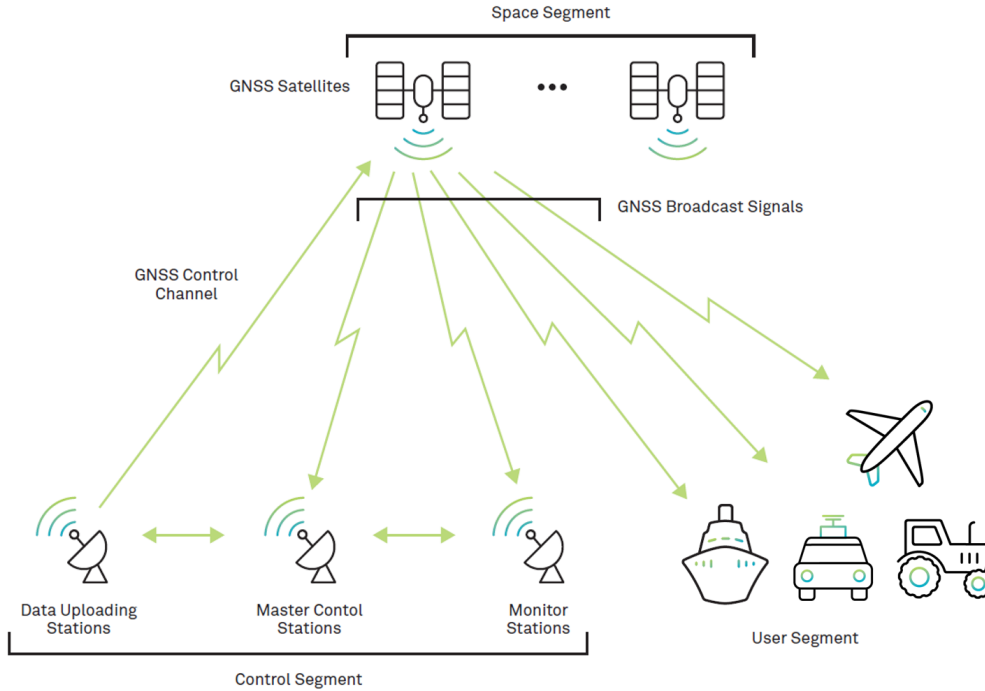 Space Segment
GNSS Satellites
GNSS Broadcast Signals
GNSS Control
Channel
Data Uploading
Stations
Master Contol
Stations
Monitor
Stations
User Segment
Control Segment